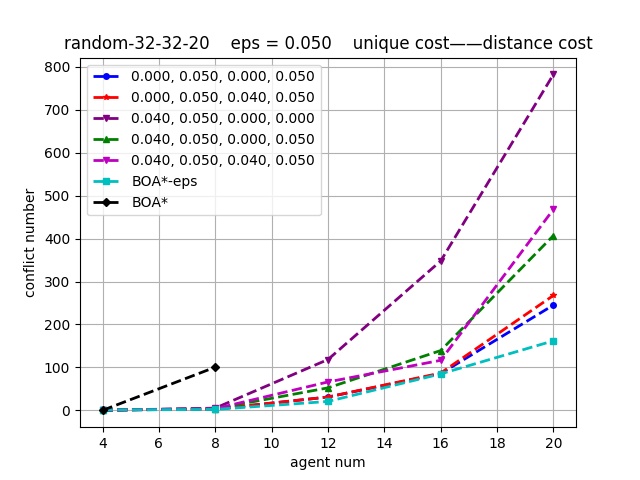 random-32-32-20    eps = 0.050    unique cost——distance cost
800
700
600
500
400
300
200
100
0
conflict number
0.000, 0.050, 0.000, 0.050
0.000, 0.050, 0.040, 0.050
0.040, 0.050, 0.000, 0.000
0.040, 0.050, 0.000, 0.050
0.040, 0.050, 0.040, 0.050
BOA*-eps
BOA*
4 6 8 10 12 14 16 18 20
agent num